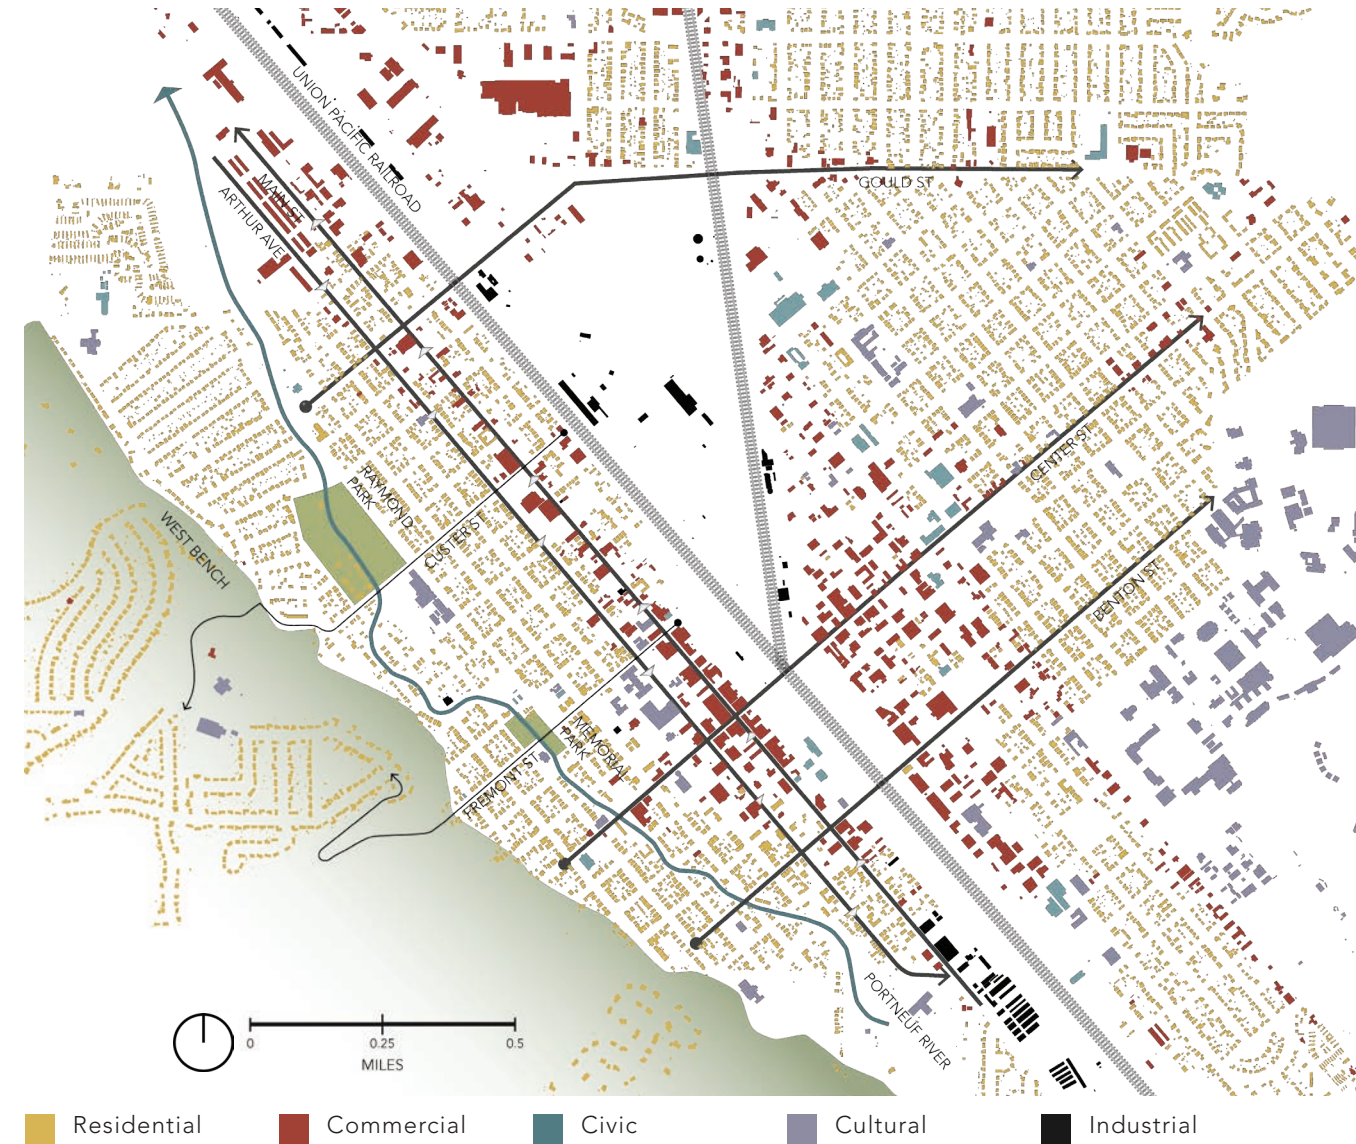 UNION PACIFIC RAILROAD
MAIN ST
ARTHUR AVE
GOULD ST
RAYMOND
PARK
CUSTER ST
WEST BENCH
CENTER ST
BENTON ST
MEMORIAL
PARK
FREMONT ST
PORTNEUF RIVER
0 0.25 0.5
MILES
Residential Commercial Civic Cultural Industrial